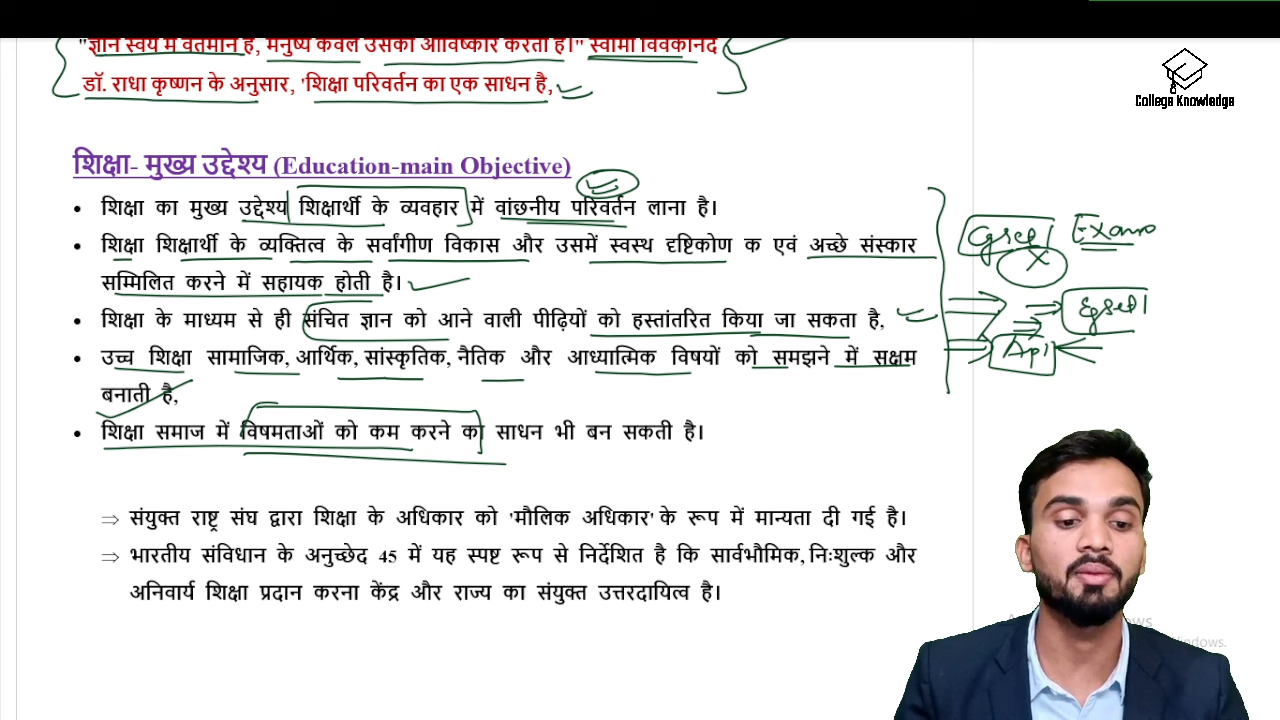 "ज्ञान स्वयं में वर्तमान है, मनुष्य केवल उसका आविष्कार करता है।" स्वामी विवेकानंद
डॉ. राधा कृष्णन के अनुसार, 'शिक्षा परिवर्तन का एक साधन है,
College Knowledge
शिक्षा- मुख्य उद्देश्य (Education-main Objective)
• शिक्षा का मुख्य उद्देश्य शिक्षार्थी के व्यवहार में वांछनीय परिवर्तन लाना है।
• शिक्षा शिक्षार्थी के व्यक्तित्व के सर्वांगीण विकास और उसमें स्वस्थ दृष्टिकोण क एवं अच्छे संस्कार
सम्मिलित करने में सहायक होती है।
• शिक्षा के माध्यम से ही संचित ज्ञान को आने वाली पीढ़ियों को हस्तांतरित किया जा सकता है,
• उच्च शिक्षा सामाजिक, आर्थिक, सांस्कृतिक, नैतिक और आध्यात्मिक विषयों को समझने में सक्षम
बनाती है,
• शिक्षा समाज में विषमताओं को कम करने का साधन भी बन सकती है।
⇒ संयुक्त राष्ट्र संघ द्वारा शिक्षा के अधिकार को 'मौलिक अधिकार' के रूप में मान्यता दी गई है।
⇒ भारतीय संविधान के अनुच्छेद 45 में यह स्पष्ट रूप से निर्देशित है कि सार्वभौमिक, निःशुल्क और
अनिवार्य शिक्षा प्रदान करना केंद्र और राज्य का संयुक्त उत्तरदायित्व है।